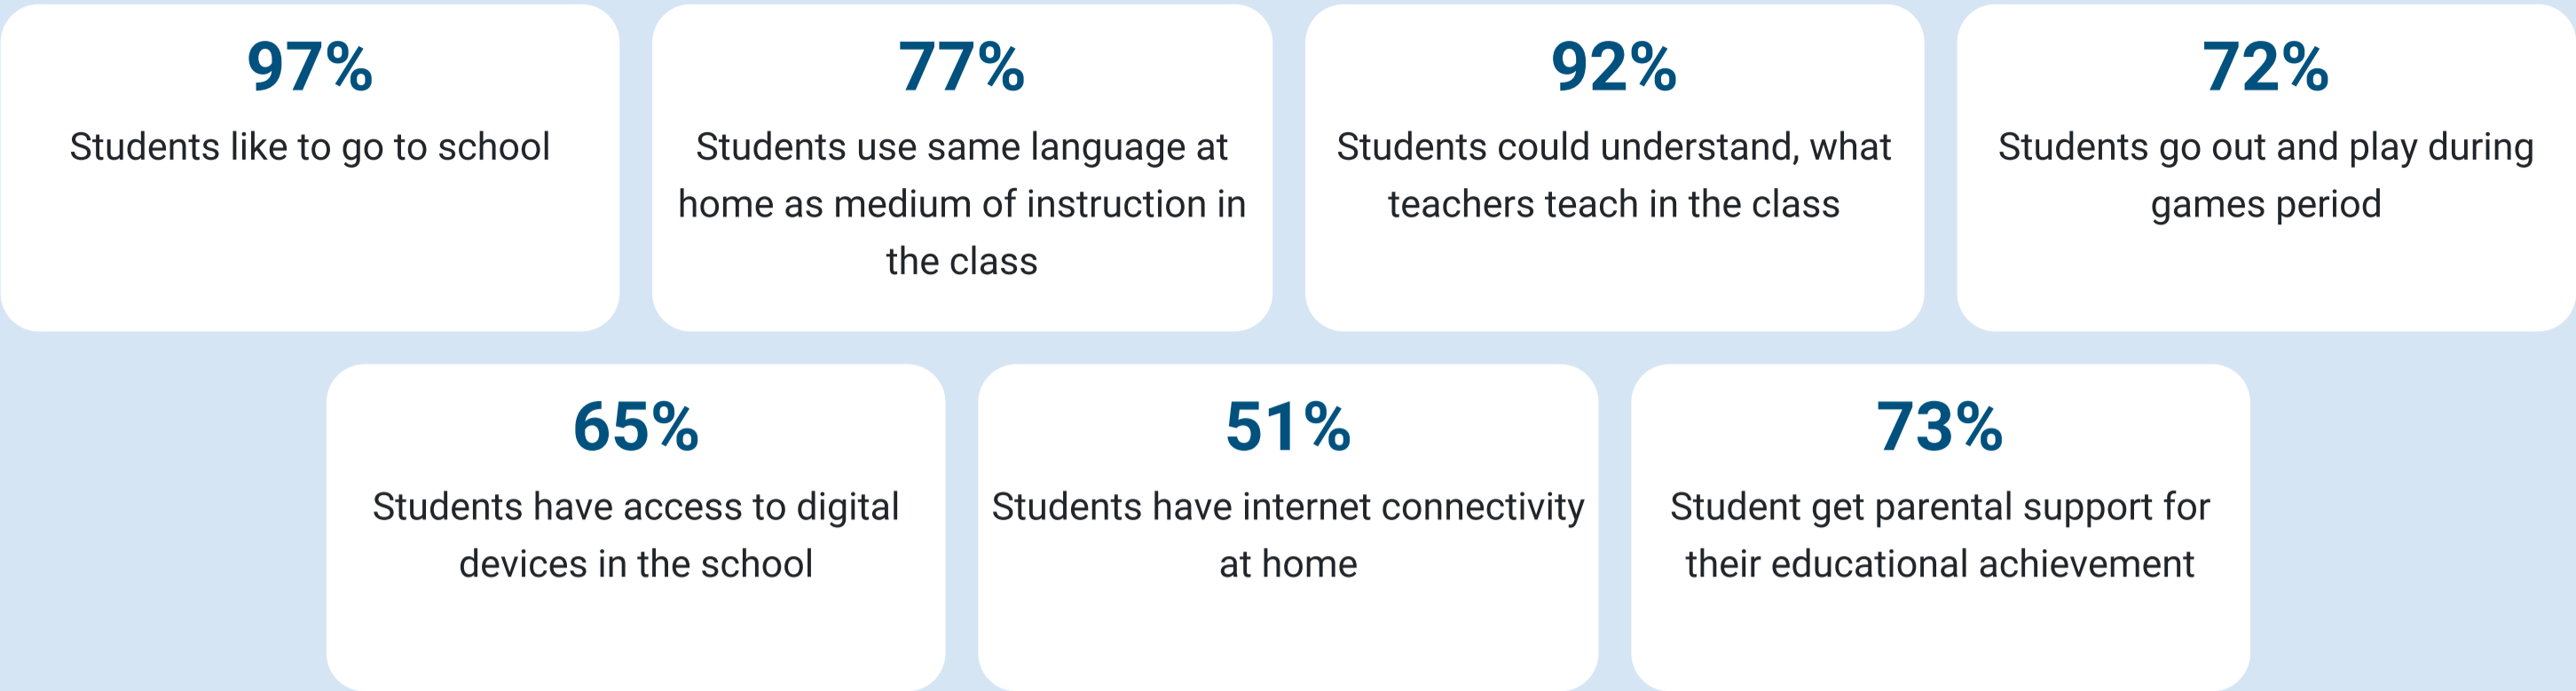 97%
Students like to go to school
77%
Students use same language at
home as medium of instruction in
the class
92%
Students could understand, what
teachers teach in the class
72%
Students go out and play during
games period
65%
Students have access to digital
devices in the school
51%
Students have internet connectivity
at home
73%
Student get parental support for
their educational achievement